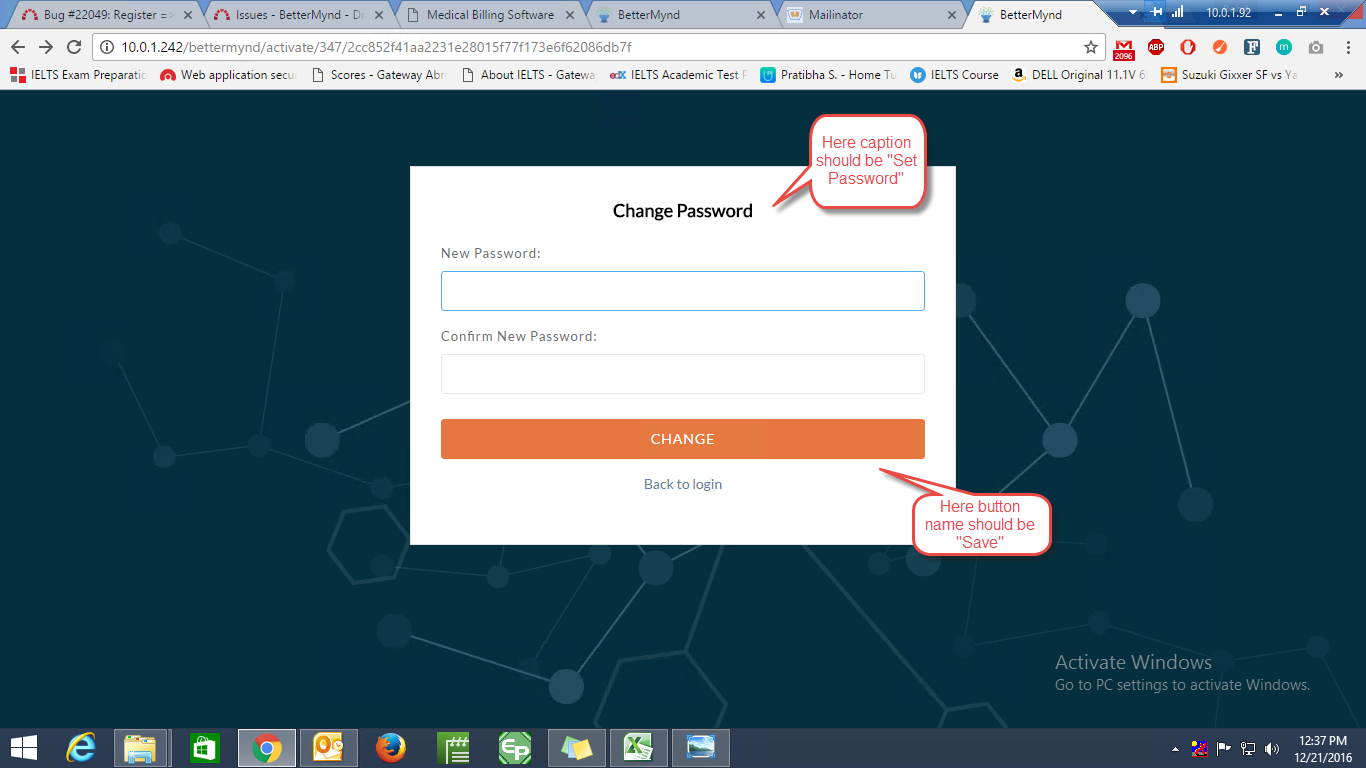 Bug #22049: Register =>
Issues - BetterMynd - Dr
Medical Billing Software
BetterMynd
Mailinator
BetterMynd
10.0.1.92
10.0.1.242/bettermynd/activate/347/2cc852f41aa2231e28015f77f173e6f62086db7f
2096
ABP
F
m
IELTS Exam Preparatio
Web application secu
Scores - Gateway Abro
About IELTS - Gatewa
edX
IELTS Academic Test P
Pratibha S. - Home Tu
IELTS Course
DELL Original 11.1V 6
Suzuki Gixxer SF vs Ya
Here caption
should be "Set
Password"
Change Password
New Password:
Confirm New Password:
CHANGE
Back to login
Here button
name should be
"Save"
Activate Windows
Go to PC settings to activate Windows.
12:37 PM
12/21/2016